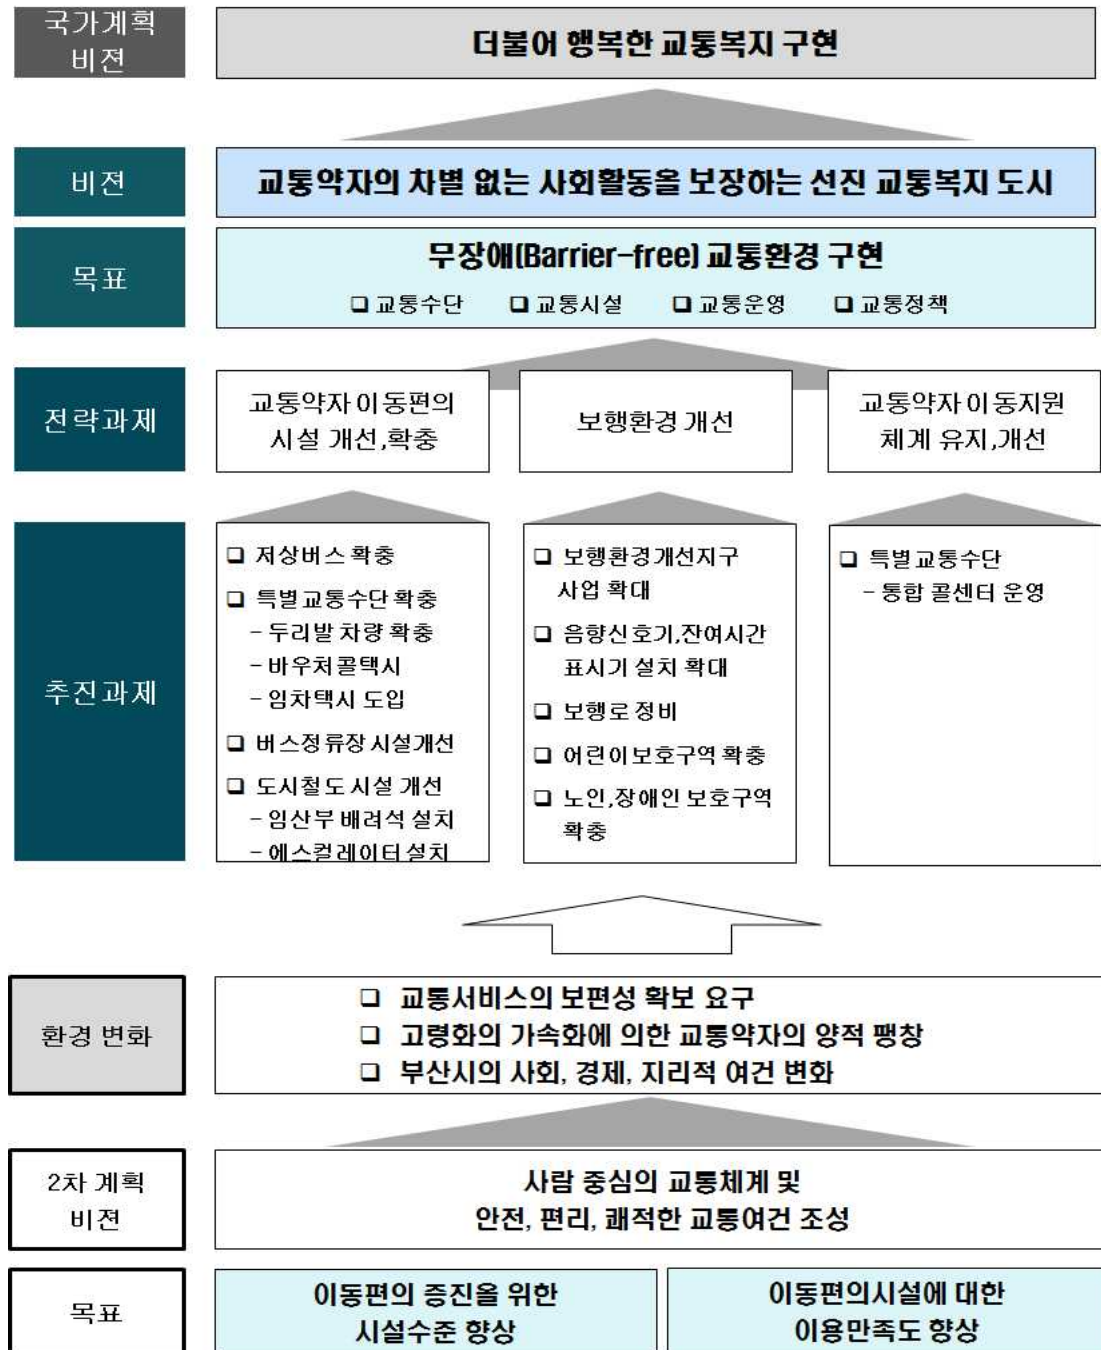 국가계획
비젼
더불어 행복한 교통복지 구현
비젼
교통약자의 차별 없는 사회활동을 보장하는 선진 교통복지 도시
목표
무장애(Barrier-free) 교통환경 구현
❑ 교통수단 ❑ 교통시설 ❑ 교통운영 ❑ 교통정책
전략과제
교통약자 이동편의
시설 개선,확충
보행환경 개선
교통약자 이동지원
체계 유지,개선
추진과제
❑ 저상버스 확충
❑ 특별교통수단 확충
- 두리발 차량 확충
- 바우처콜택시
- 임차택시 도입
❑ 버스정류장 시설개선
❑ 도시철도 시설 개선
- 임산부 배려석 설치
- 에스컬레이터 설치
❑ 보행환경개선지구
사업 확대
❑ 음향신호기,잔여시간
표시기 설치 확대
❑ 보행로 정비
❑ 어린이보호구역 확충
❑ 노인,장애인 보호구역
확충
❑ 특별교통수단
- 통합 콜센터 운영
환경 변화
❑ 교통서비스의 보편성 확보 요구
❑ 고령화의 가속화에 의한 교통약자의 양적 팽창
❑ 부산시의 사회, 경제, 지리적 여건 변화
2차 계획
비젼
사람 중심의 교통체계 및
안전, 편리, 쾌적한 교통여건 조성
목표
이동편의 증진을 위한
시설수준 향상
이동편의시설에 대한
이용만족도 향상